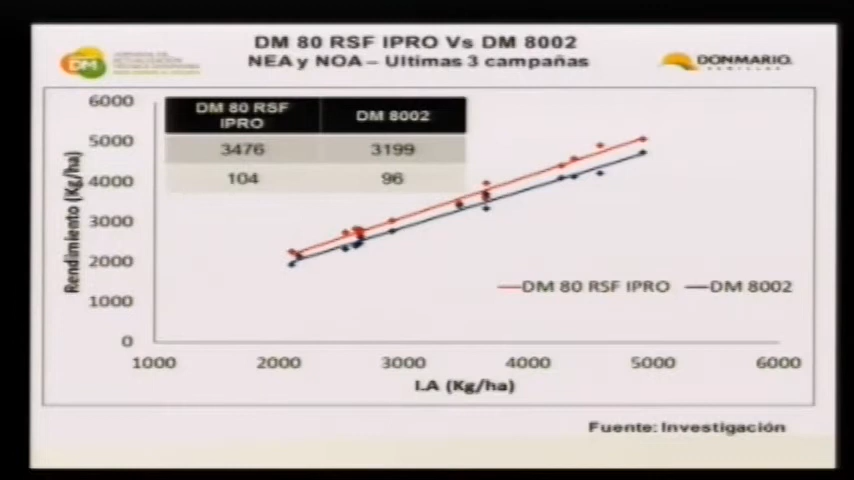 DM 80 RSF IPRO Vs DM 8002
NEA y NOA – Ultimas 3 campañas
DM
DONMARIO.
SEMILLAS
DM 80 RSF IPRO
DM 8002
3476
3199
104
96
Rendimiento (Kg/ha)
6000
5000
4000
3000
2000
1000
0
1000
2000
3000
4000
5000
6000
I.A (Kg/ha)
DM 80 RSF IPRO
DM 8002
Fuente: Investigación